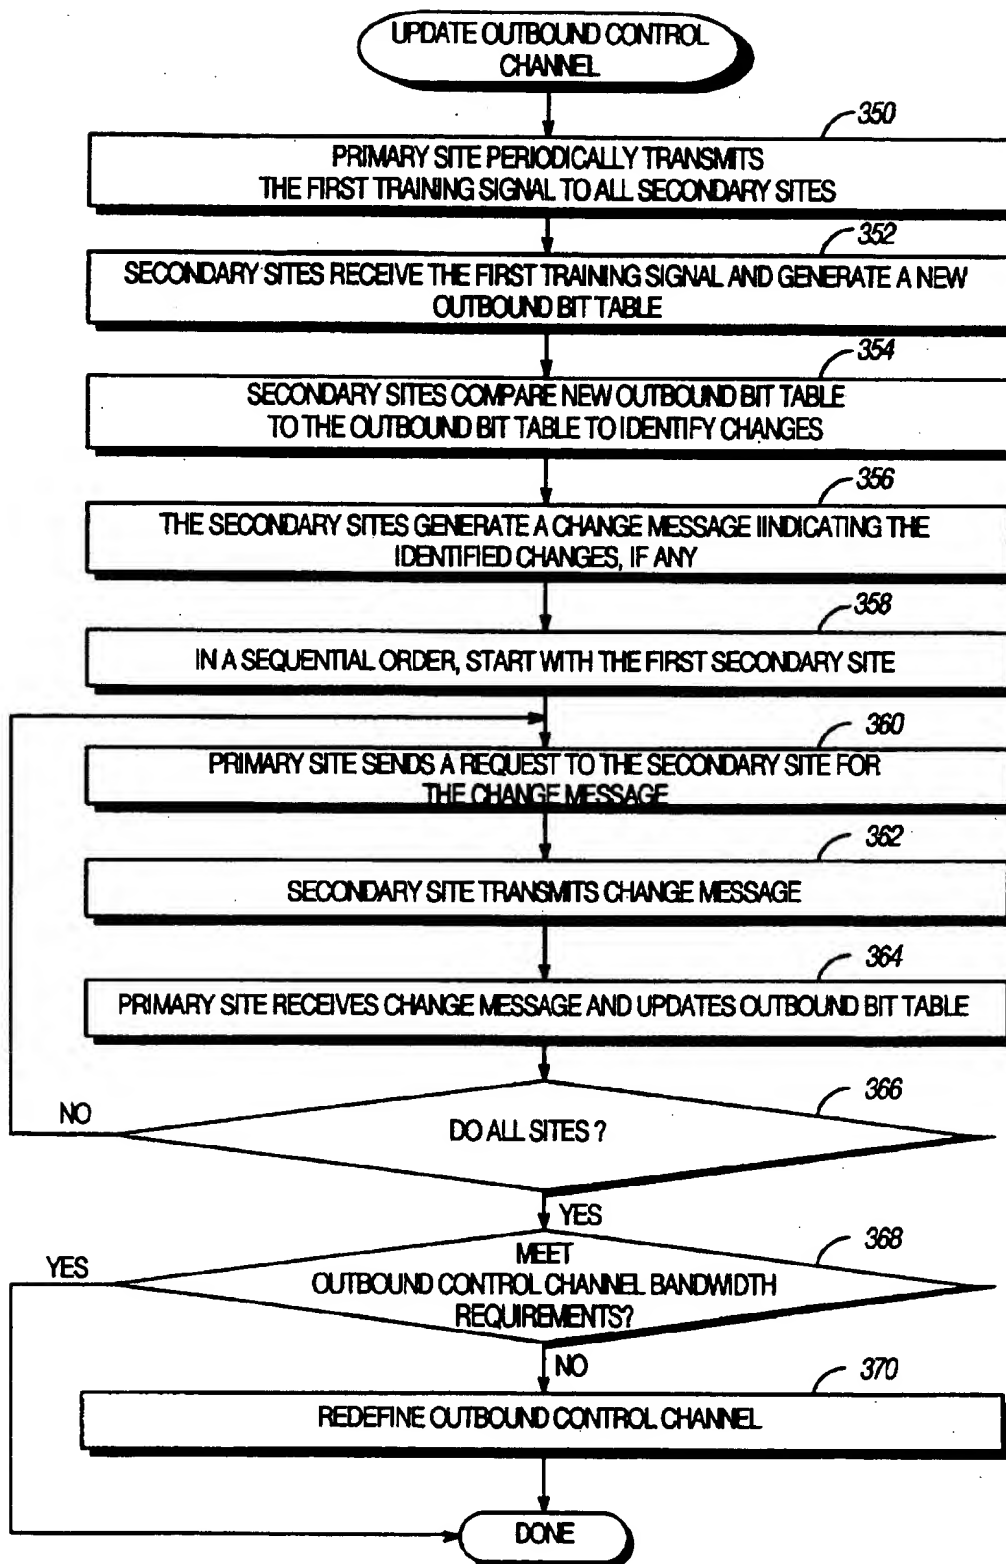 UPDATE OUTBOUND CONTROL
CHANNEL
350
PRIMARY SITE PERIODICALLY TRANSMITS
THE FIRST TRAINING SIGNAL TO ALL SECONDARY SITES
352
SECONDARY SITES RECEIVE THE FIRST TRAINING SIGNAL AND GENERATE A NEW
OUTBOUND BIT TABLE
354
SECONDARY SITES COMPARE NEW OUTBOUND BIT TABLE
TO THE OUTBOUND BIT TABLE TO IDENTIFY CHANGES
356
THE SECONDARY SITES GENERATE A CHANGE MESSAGE IINDICATING THE
IDENTIFIED CHANGES, IF ANY
358
IN A SEQUENTIAL ORDER, START WITH THE FIRST SECONDARY SITE
360
PRIMARY SITE SENDS A REQUEST TO THE SECONDARY SITE FOR
THE CHANGE MESSAGE
362
SECONDARY SITE TRANSMITS CHANGE MESSAGE
364
PRIMARY SITE RECEIVES CHANGE MESSAGE AND UPDATES OUTBOUND BIT TABLE
366
NO
DO ALL SITES ?
YES
368
YES
MEET
OUTBOUND CONTROL CHANNEL BANDWIDTH
REQUIREMENTS?
NO
370
REDEFINE OUTBOUND CONTROL CHANNEL
DONE